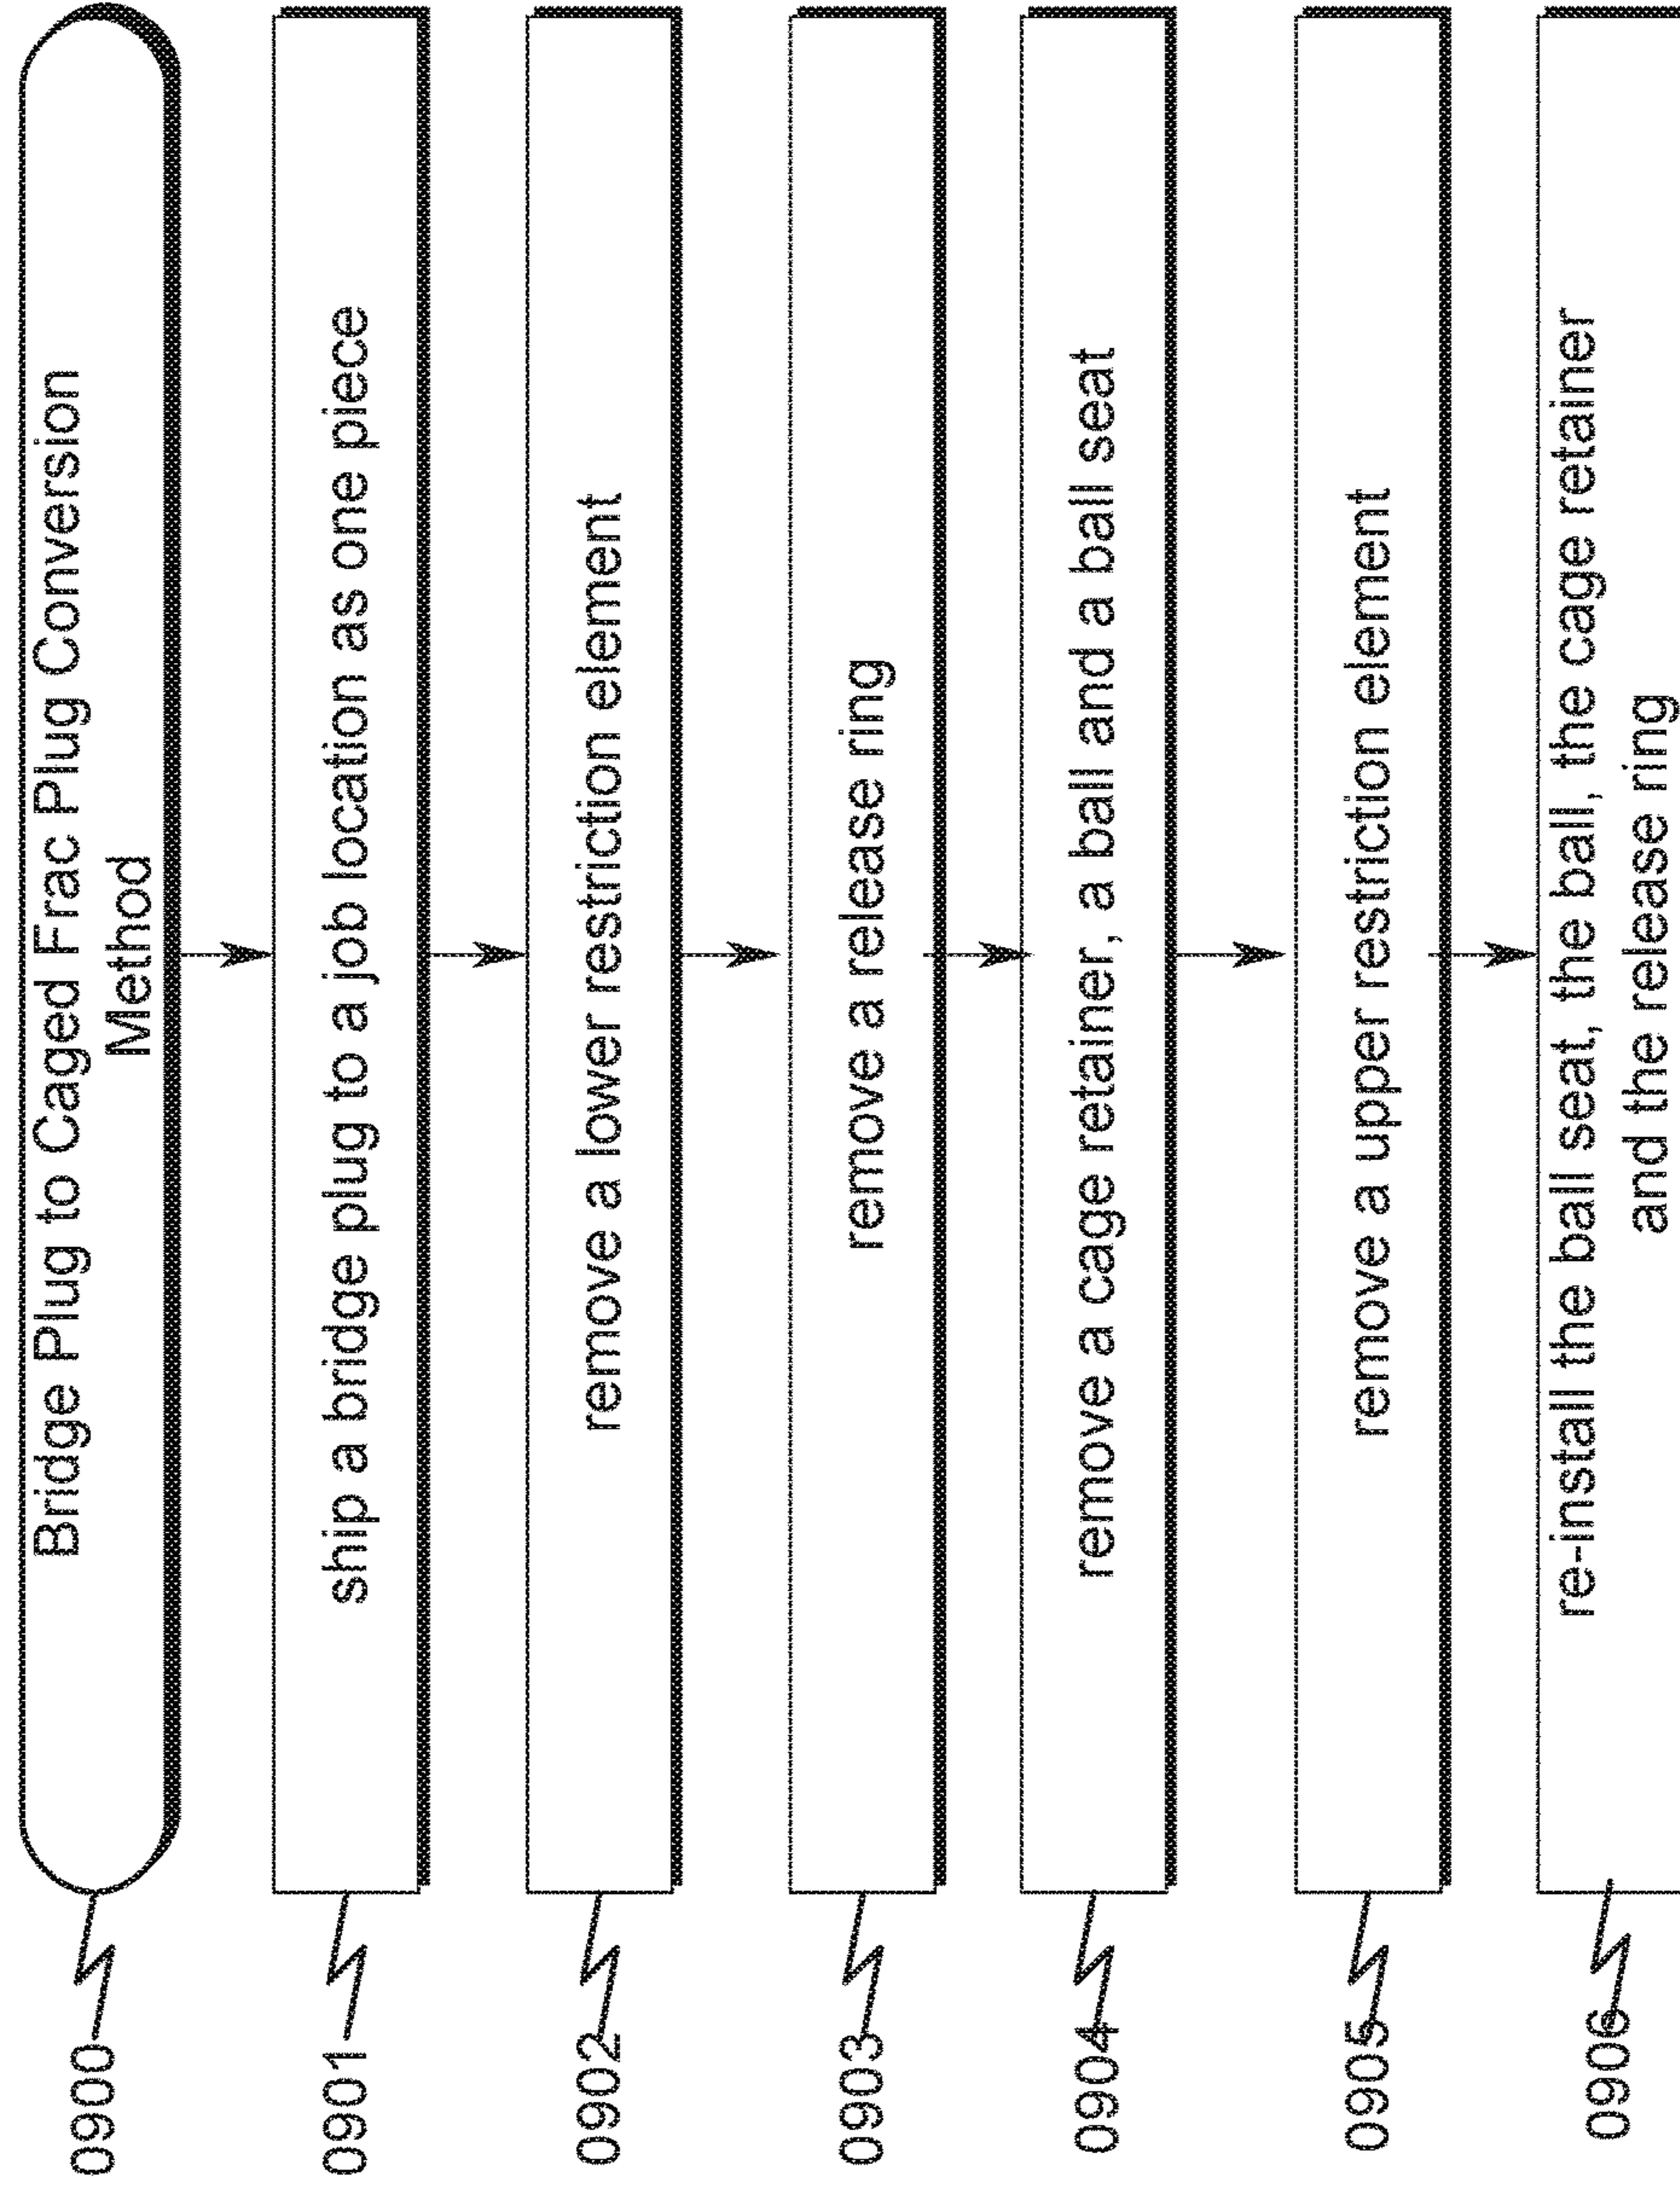 0900
Bridge Plug to Caged Frac Plug Conversion
Method
0901
ship a bridge plug to a job location as one piece
0902
remove a lower restriction element
0903
remove a release ring
0904
remove a cage retainer, a ball and a ball seat
0905
remove a upper restriction element
0906
re-install the ball seat, the ball, the cage retainer
and the release ring